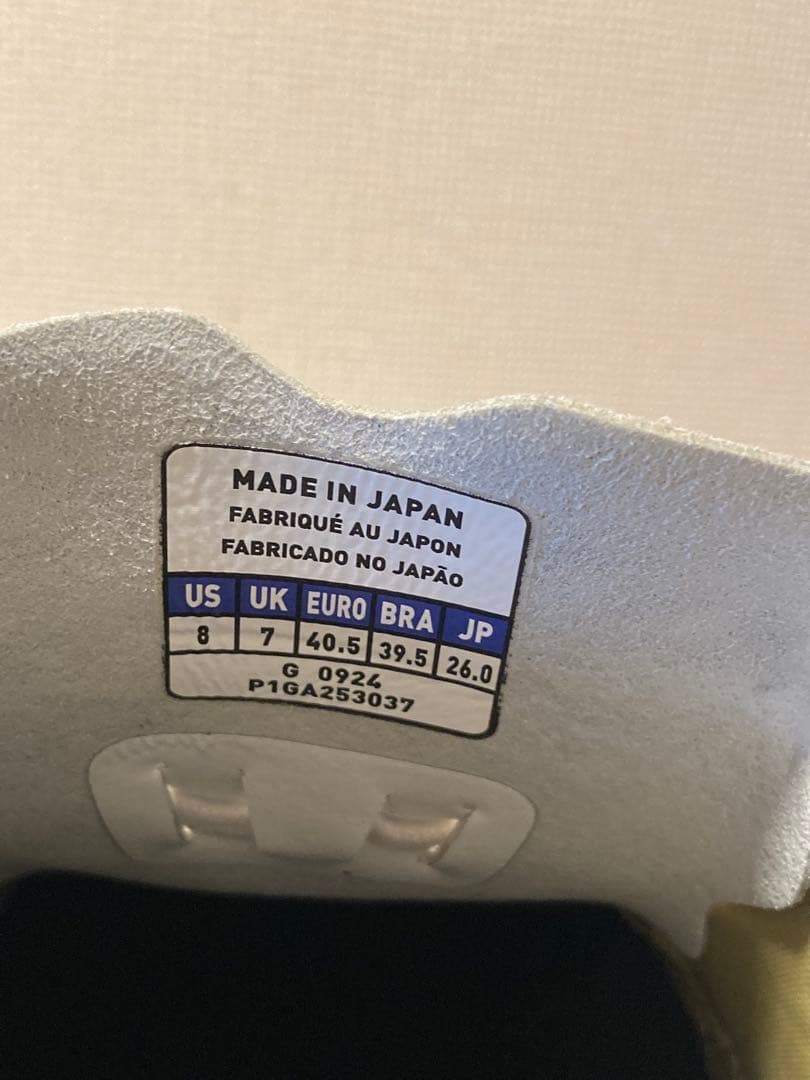 MADE IN JAPAN
FABRIQUÉ AU JAPON
FABRICADO NO JAPÃO
US UK EURO BRA JP
8 7 40.5 39.5 26.0
G 0924
P1GA253037